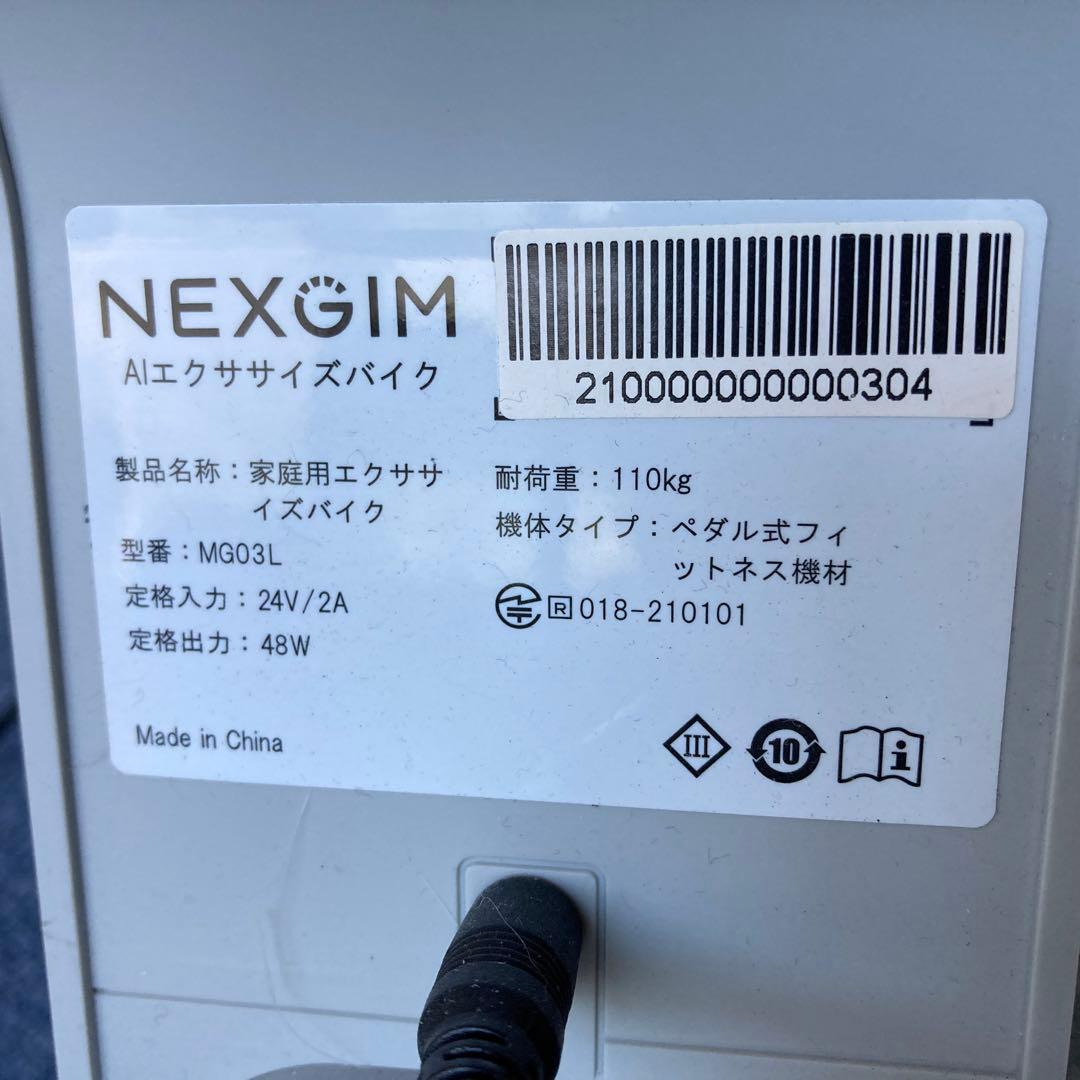 NEXGIM
AIエクササイズバイク
210000000000304
製品名称：家庭用エクササ
イズバイク
型番：MG03L
定格入力：24V/2A
定格出力：48W
耐荷重：110kg
機体タイプ：ペダル式フィ
ットネス機材
R 018-210101
Made in China
III
10
i